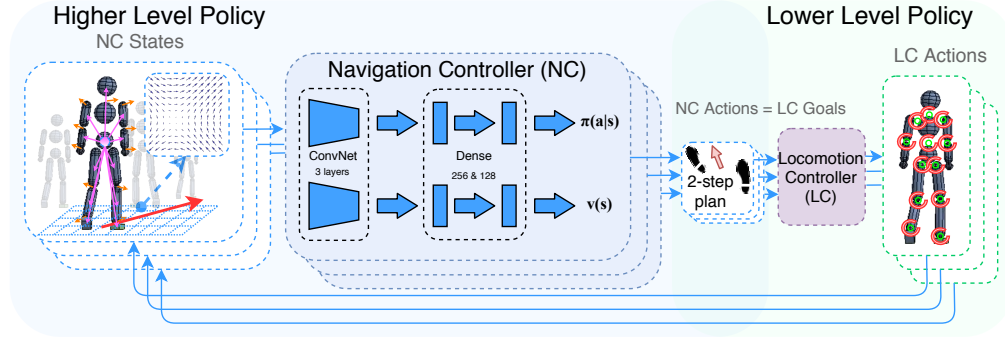 Higher Level Policy
Lower Level Policy
NC States
Navigation Controller (NC)
LC Actions
NC Actions = LC Goals
ConvNet
3 layers
Dense
256 & 128
π(a|s)
v(s)
2-step
plan
Locomotion
Controller
(LC)